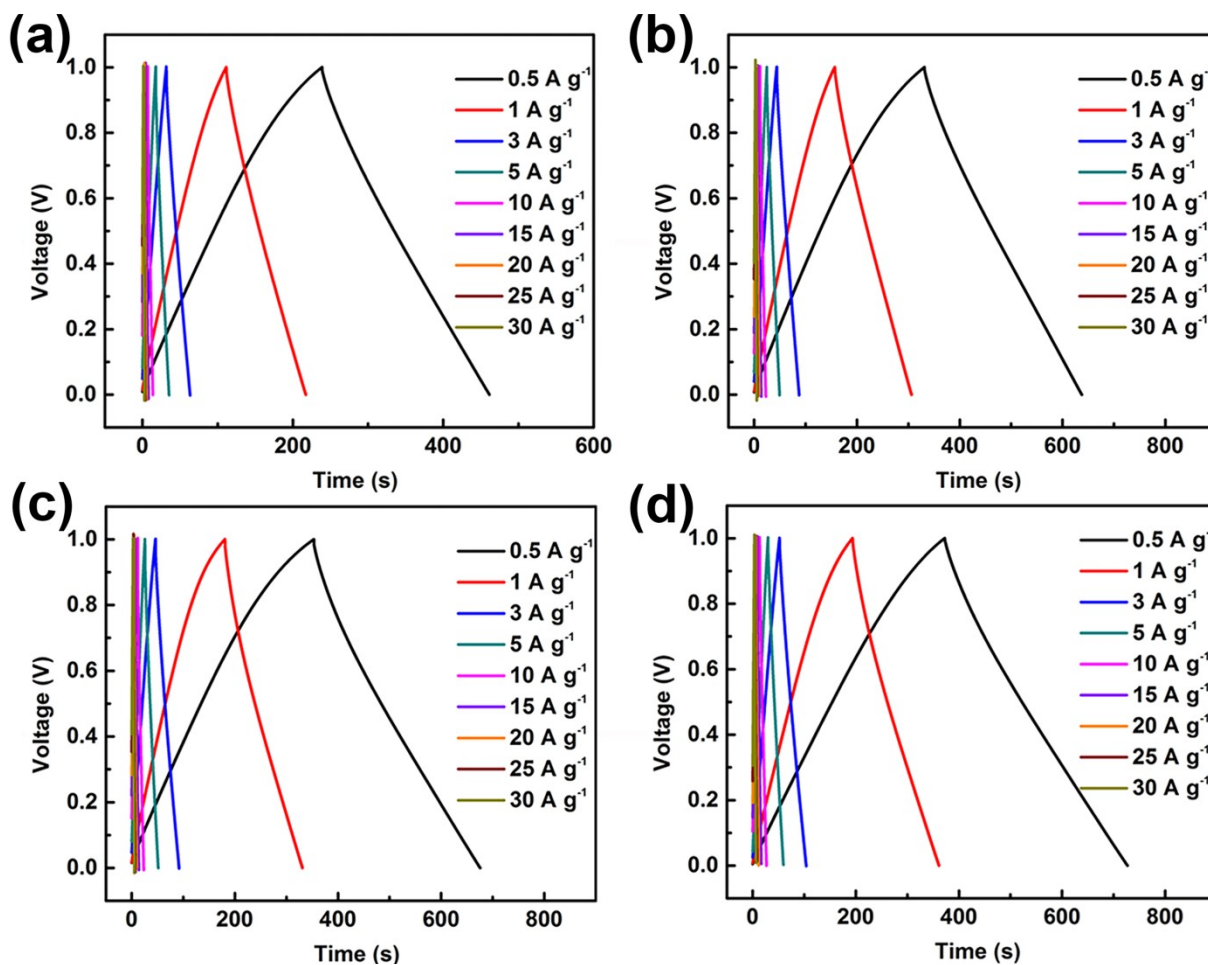 (a)
1.0
0.8
0.6
0.4
0.2
0.0
Voltage (V)
0
200
400
600
Time (s)
0.5 A g⁻¹
1 A g⁻¹
3 A g⁻¹
5 A g⁻¹
10 A g⁻¹
15 A g⁻¹
20 A g⁻¹
25 A g⁻¹
30 A g⁻¹
(b)
1.0
0.8
0.6
0.4
0.2
0.0
Voltage (V)
0
200
400
600
800
Time (s)
0.5 A g⁻¹
1 A g⁻¹
3 A g⁻¹
5 A g⁻¹
10 A g⁻¹
15 A g⁻¹
20 A g⁻¹
25 A g⁻¹
30 A g⁻¹
(c)
1.0
0.8
0.6
0.4
0.2
0.0
Voltage (V)
0
200
400
600
800
Time (s)
0.5 A g⁻¹
1 A g⁻¹
3 A g⁻¹
5 A g⁻¹
10 A g⁻¹
15 A g⁻¹
20 A g⁻¹
25 A g⁻¹
30 A g⁻¹
(d)
1.0
0.8
0.6
0.4
0.2
0.0
Voltage (V)
0
200
400
600
800
Time (s)
0.5 A g⁻¹
1 A g⁻¹
3 A g⁻¹
5 A g⁻¹
10 A g⁻¹
15 A g⁻¹
20 A g⁻¹
25 A g⁻¹
30 A g⁻¹